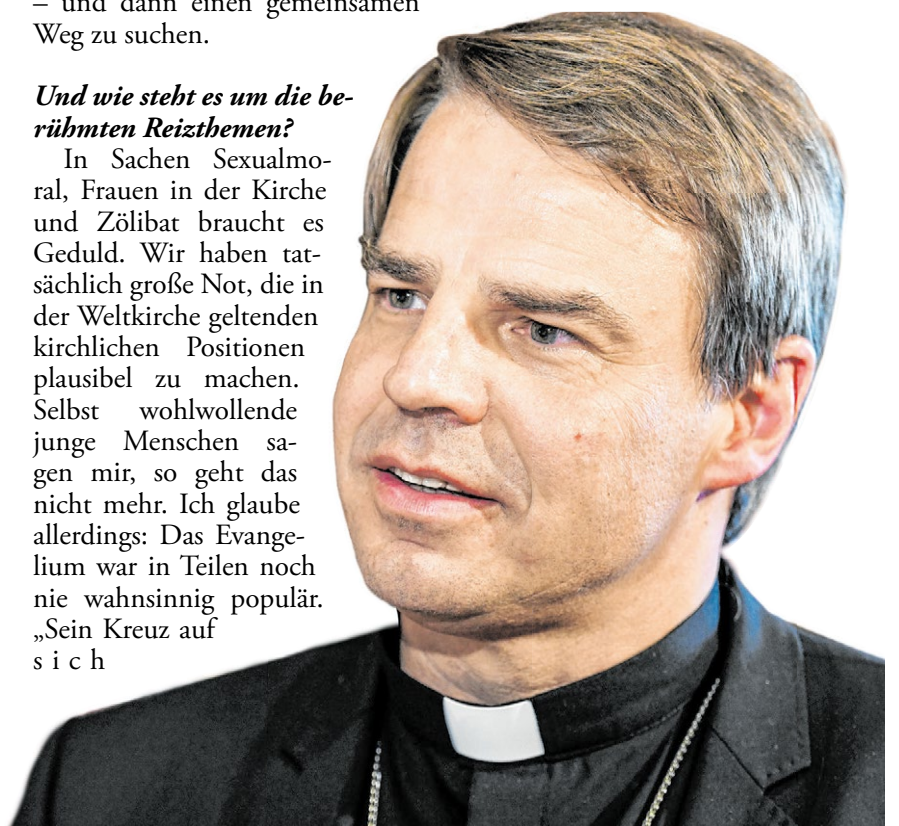 – und dann einen gemeinsamen
Weg zu suchen.
Und wie steht es um die be-
rühmten Reizthemen?
In Sachen Sexualmo-
ral, Frauen in der Kirche
und Zölibat braucht es
Geduld. Wir haben tat-
sächlich große Not, die in
der Weltkirche geltenden
kirchlichen Positionen
plausibel zu machen.
Selbst wohlwollende
junge Menschen sa-
gen mir, so geht das
nicht mehr. Ich glaube
allerdings: Das Evange-
lium war in Teilen noch
nie wahnsinnig populär.
„Sein Kreuz auf
sich